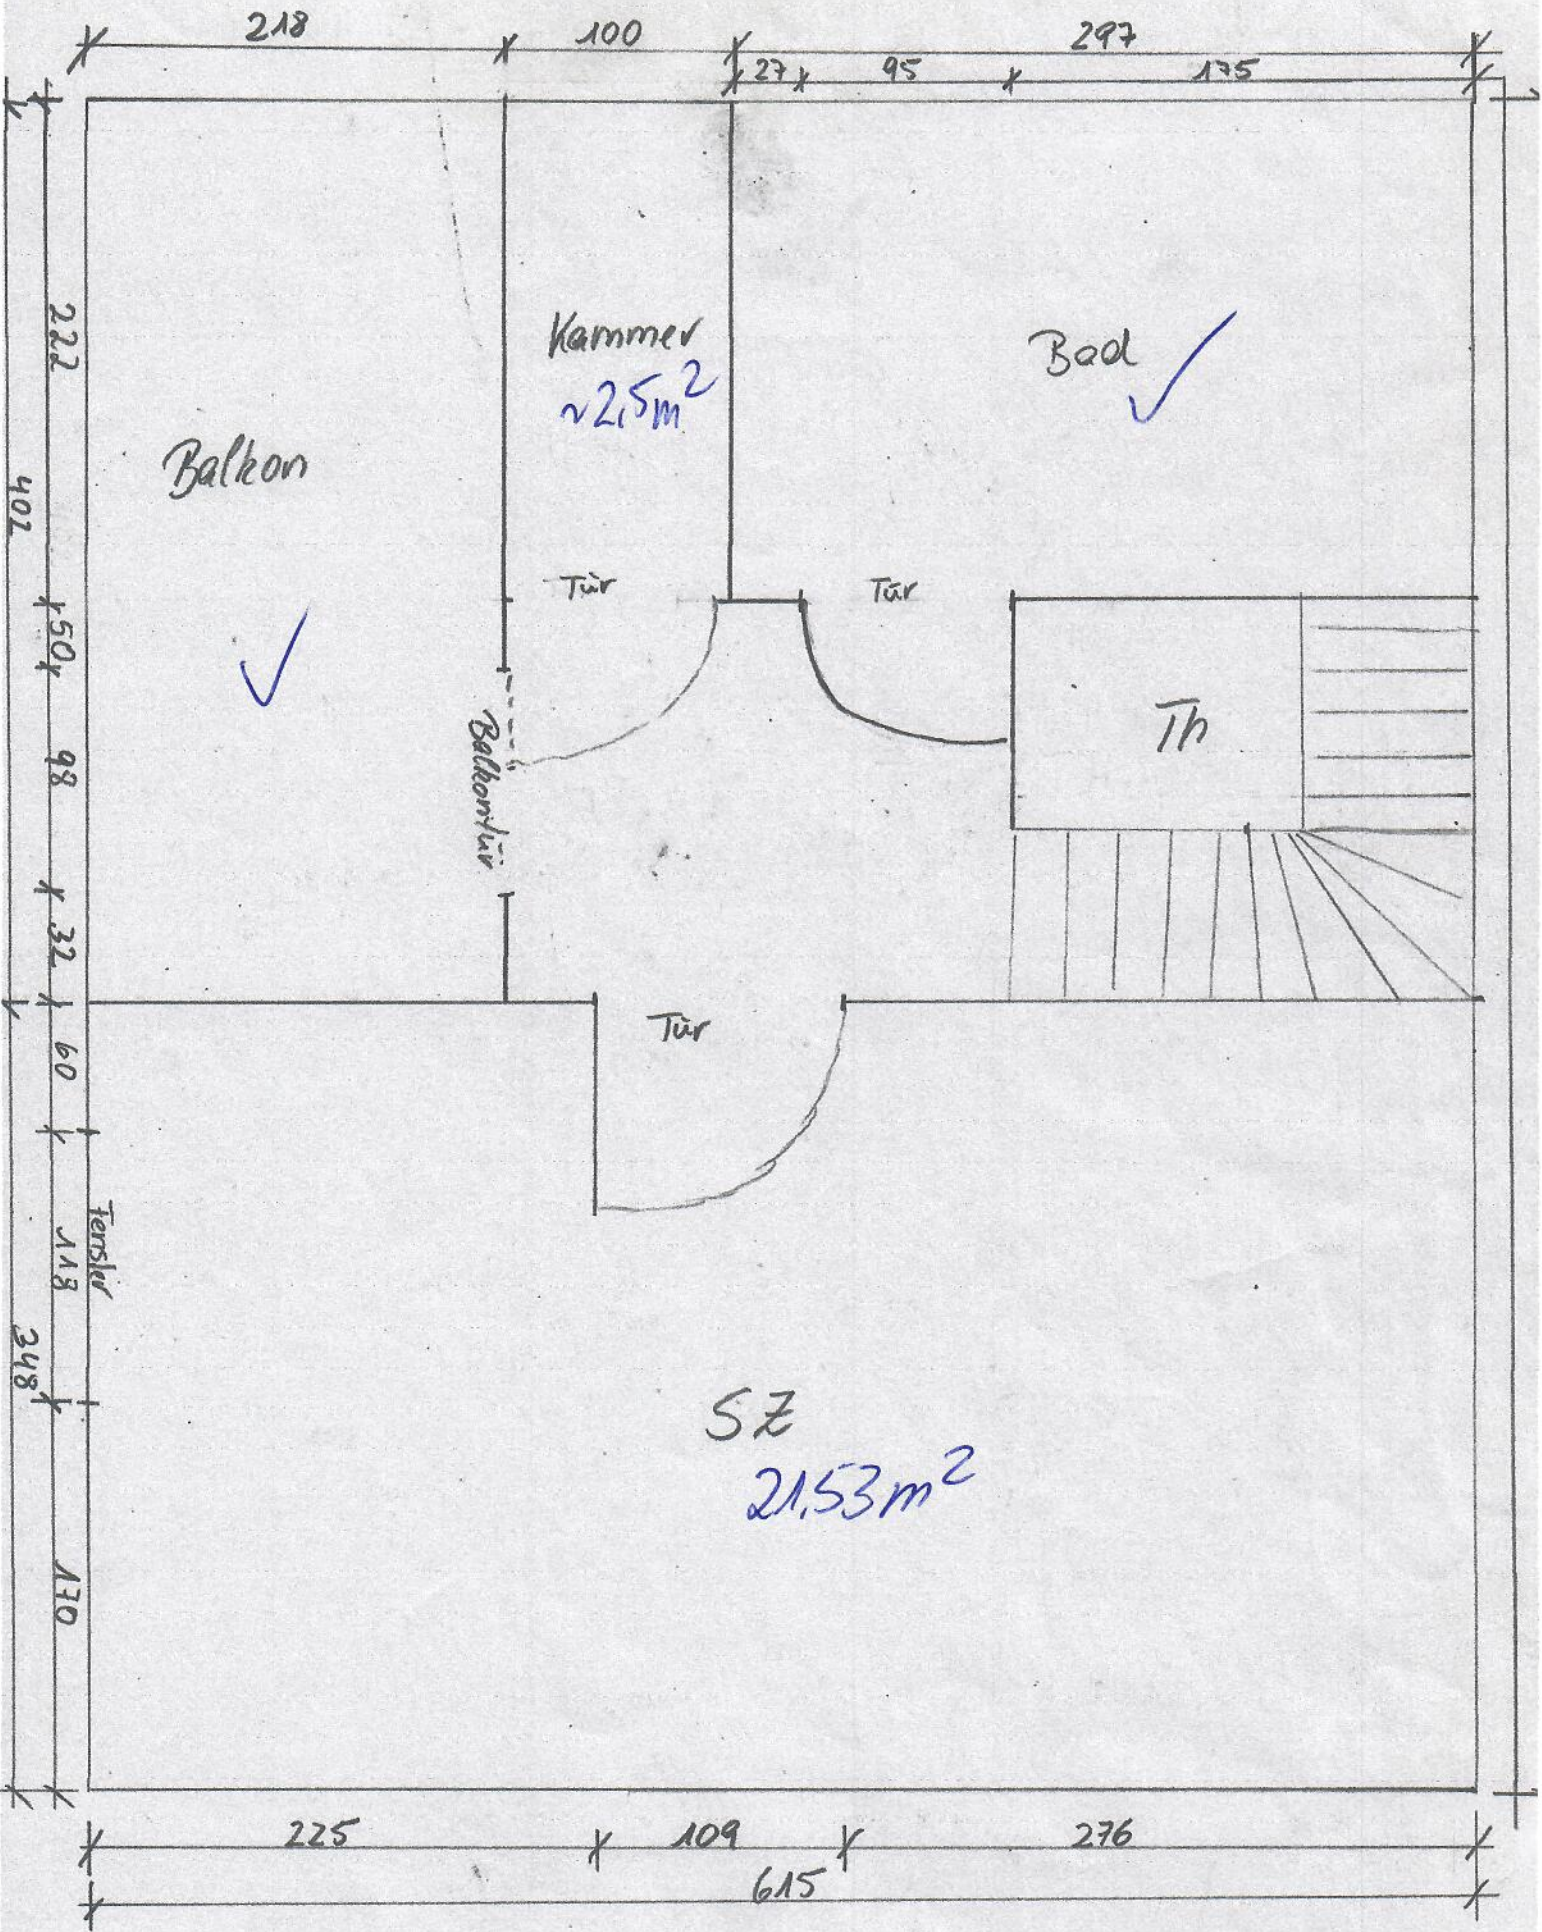 218 100 297
27 95 175
222
402
50
98
32
60
118
348
170
Kammer
~2,5m²
Bad
Balkon
Tür
Tür
Balkontür
Th
Tür
Fenster
SZ
21,53m²
225 109 276
615